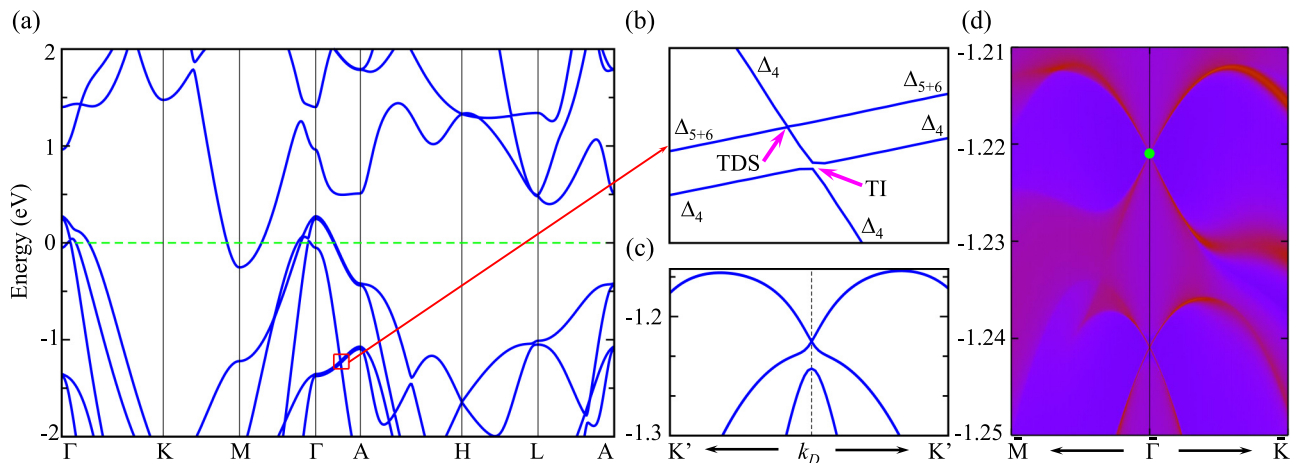 (a)
(b)
(d)
Energy (eV)
2
1
0
-1
-2
Γ K M Γ A H L A
Δ4
Δ5+6
Δ5+6
Δ4
TDS
TI
Δ4
Δ4
(c)
-1.2
-1.3
K’ k_D K’
-1.21
-1.22
-1.23
-1.24
-1.25
M̄ Γ̄ K̄